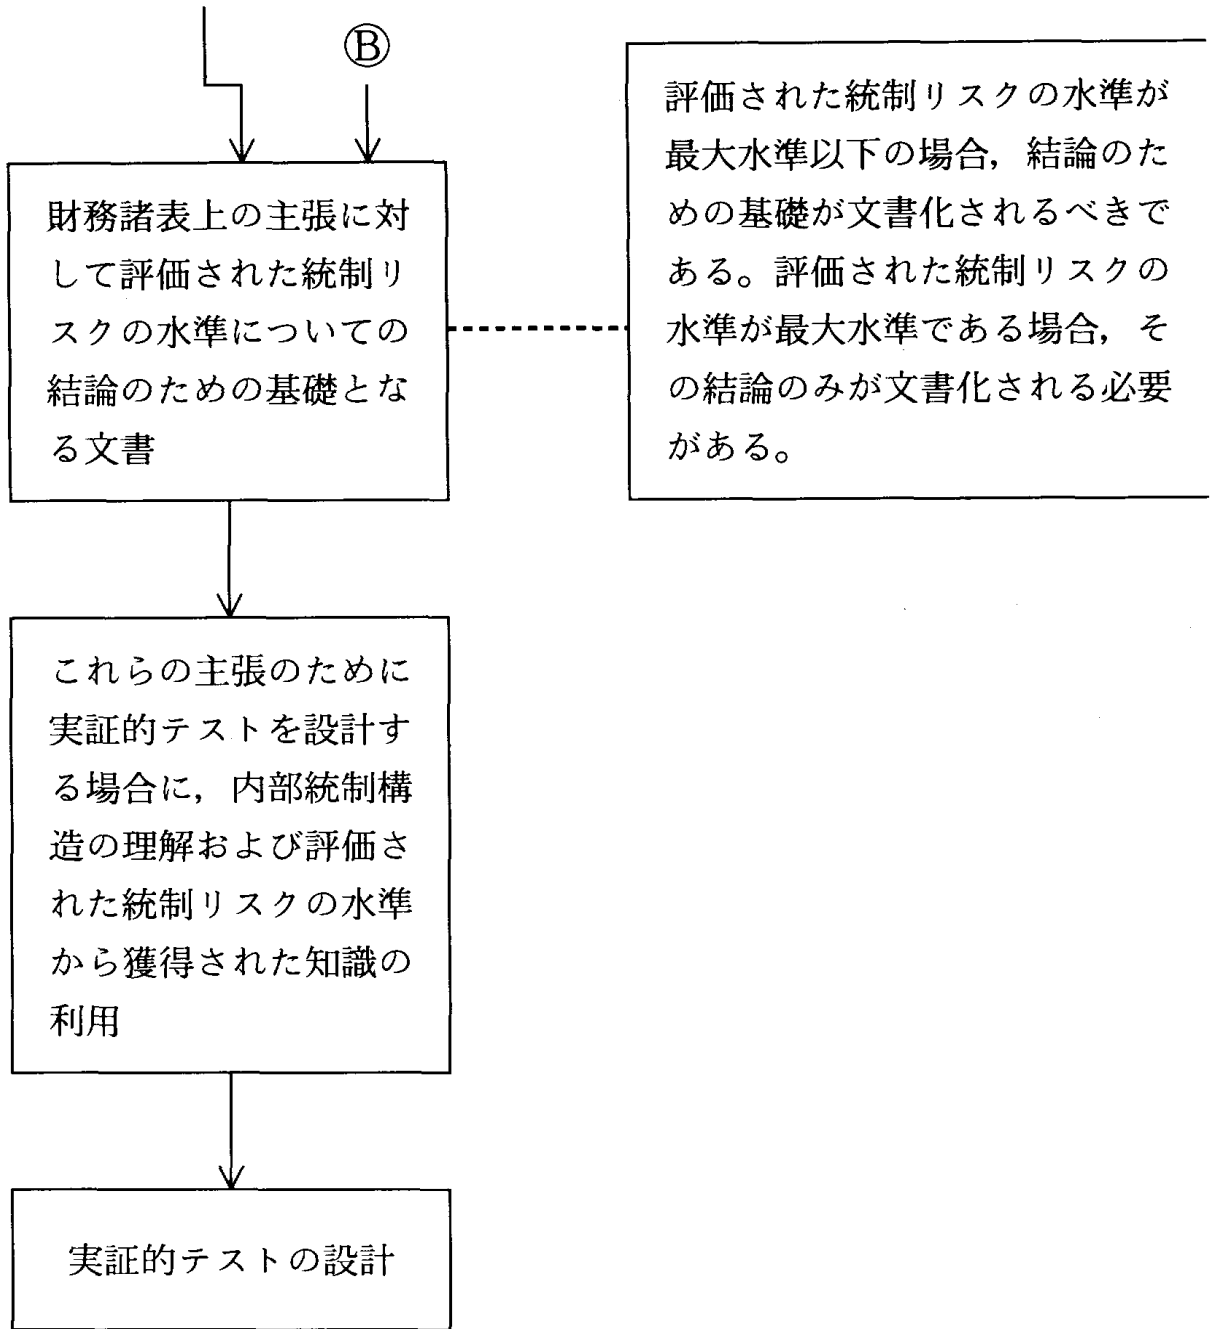 Ⓑ
財務諸表上の主張に対
して評価された統制リ
スクの水準についての
結論のための基礎とな
る文書
評価された統制リスクの水準が
最大水準以下の場合，結論のた
めの基礎が文書化されるべきで
ある。評価された統制リスクの
水準が最大水準である場合，そ
の結論のみが文書化される必要
がある。
これらの主張のために
実証的テストを設計す
る場合に，内部統制構
造の理解および評価さ
れた統制リスクの水準
から獲得された知識の
利用
実証的テストの設計